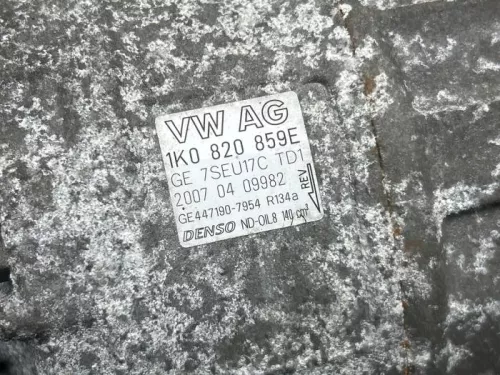 VW AG
1K0 820 859E
GE 7SEU17C TD1
2007 04 09982
GE447190-7954 R134a
DENSO ND-OIL8 140 cm³
REV